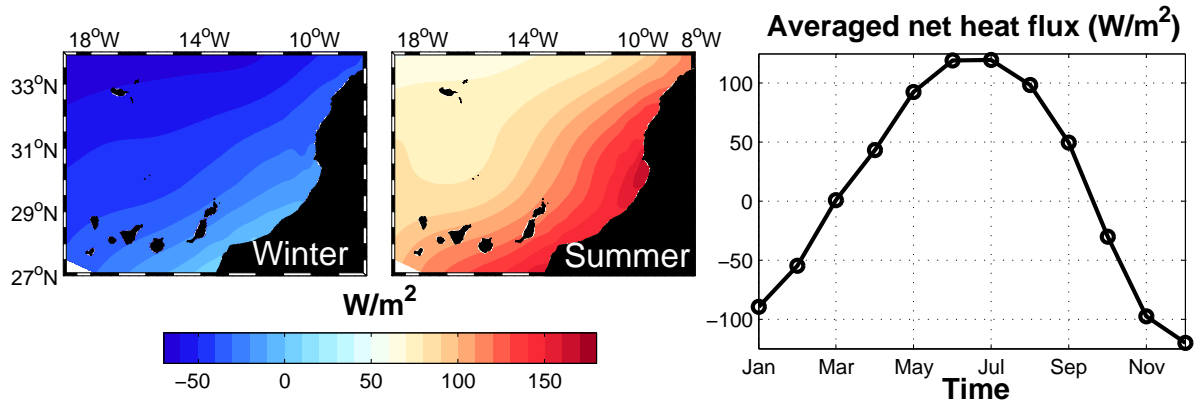 18°W 14°W 10°W
33°N
31°N
29°N
27°N
Winter
18°W 14°W 10°W 8°W
Summer
W/m²
−50 0 50 100 150
Averaged net heat flux (W/m²)
100
50
0
−50
−100
Jan Mar May Jul Sep Nov
Time